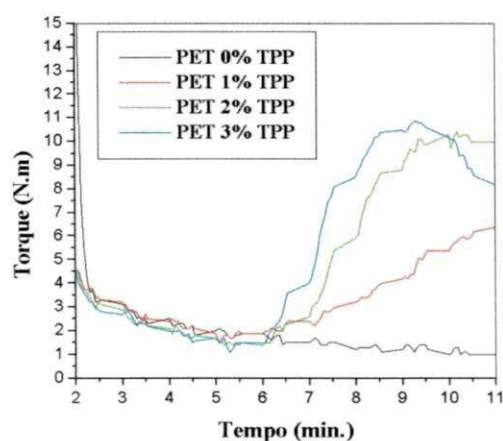 15
14
13
12
11
10
9
8
7
6
5
4
3
2
1
0
Torque (N.m)
PET 0% TPP
PET 1% TPP
PET 2% TPP
PET 3% TPP
2 3 4 5 6 7 8 9 10 11
Tempo (min.)